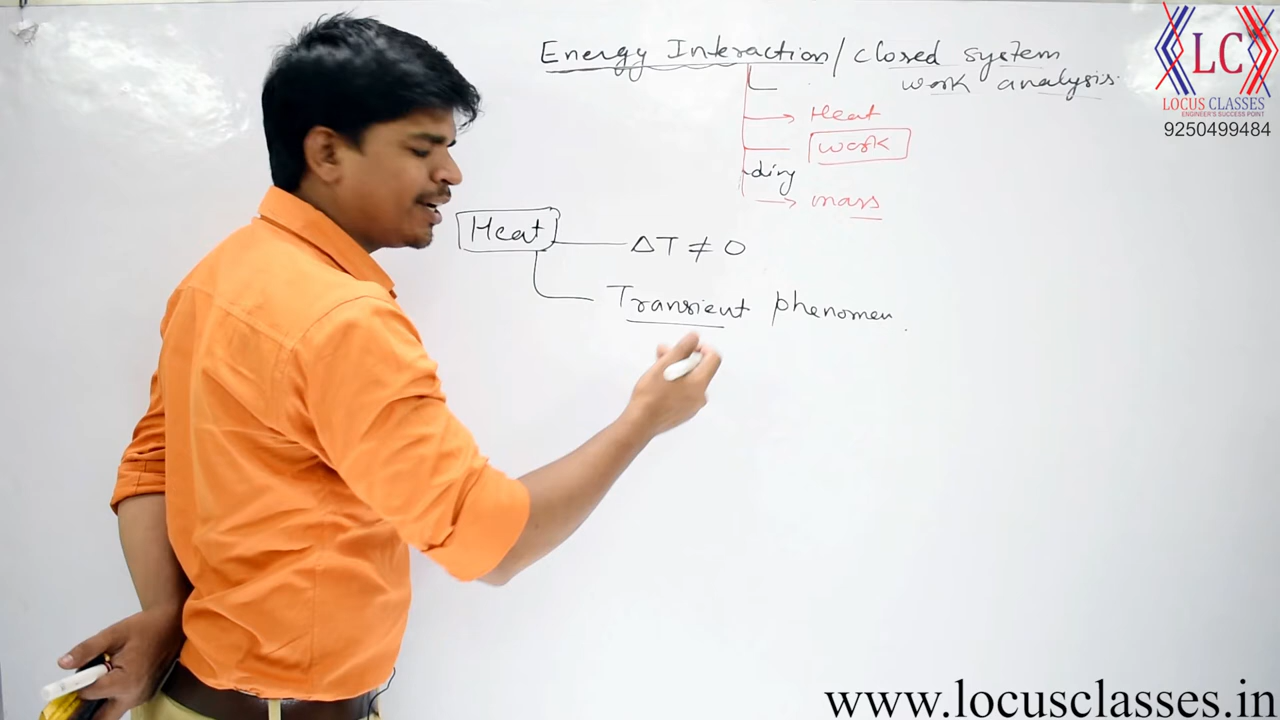 Energy Interaction/closed system
work analysis.
LC
LOCUS CLASSES
ENGINEER'S SUCCESS POINT
9250499484
Heat
work
mass
Heat
ΔT ≠ 0
Transient phenomen
www.locusclasses.in